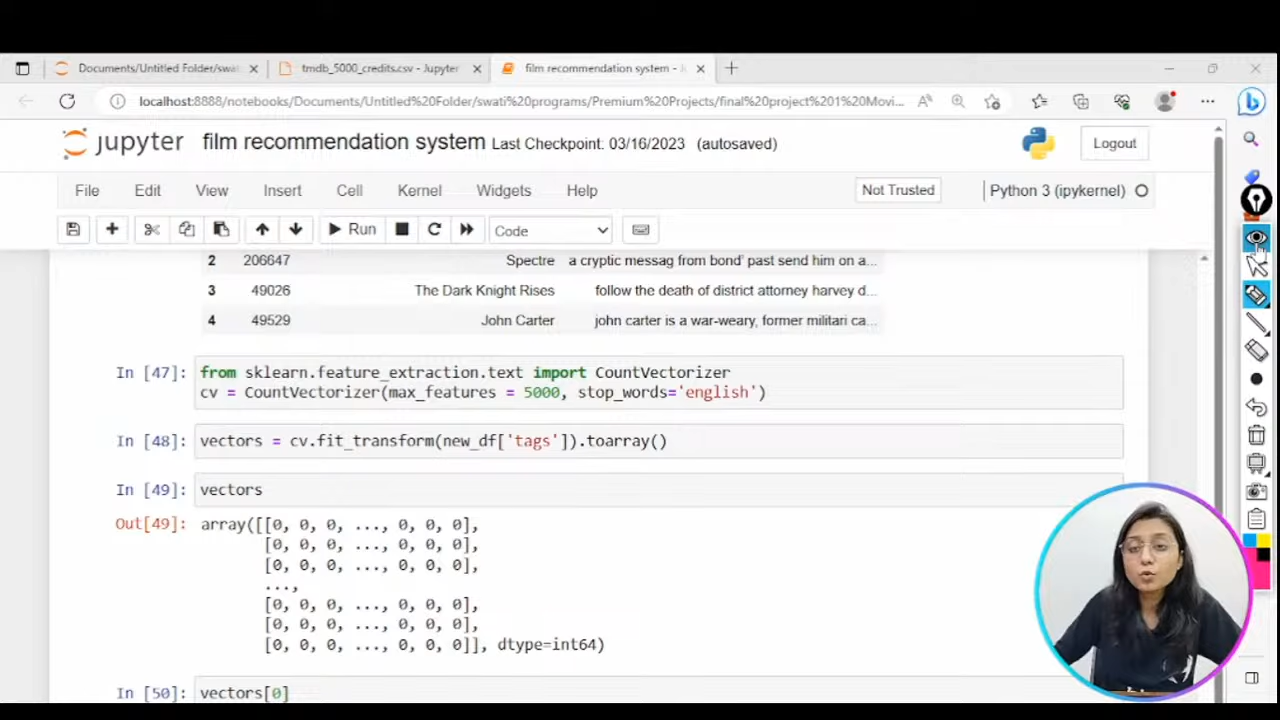 Documents/Untitled Folder/swat
tmdb_5000_credits.csv - Jupyter
film recommendation system - J
localhost:8888/notebooks/Documents/Untitled%20Folder/swati%20programs/Premium%20Projects/final%20project%201%20Movi...
jupyter film recommendation system Last Checkpoint: 03/16/2023 (autosaved)
Logout
File Edit View Insert Cell Kernel Widgets Help
Not Trusted
Python 3 (ipykernel)
Run
Code
2 206647 Spectre a cryptic messag from bond' past send him on a...
3 49026 The Dark Knight Rises follow the death of district attorney harvey d...
4 49529 John Carter john carter is a war-weary, former militari ca...
In [47]: from sklearn.feature_extraction.text import CountVectorizer
cv = CountVectorizer(max_features = 5000, stop_words='english')
In [48]: vectors = cv.fit_transform(new_df['tags']).toarray()
In [49]: vectors
Out[49]: array([[0, 0, 0, ..., 0, 0, 0],
[0, 0, 0, ..., 0, 0, 0],
[0, 0, 0, ..., 0, 0, 0],
...,
[0, 0, 0, ..., 0, 0, 0],
[0, 0, 0, ..., 0, 0, 0],
[0, 0, 0, ..., 0, 0, 0]], dtype=int64)
In [50]: vectors[0]